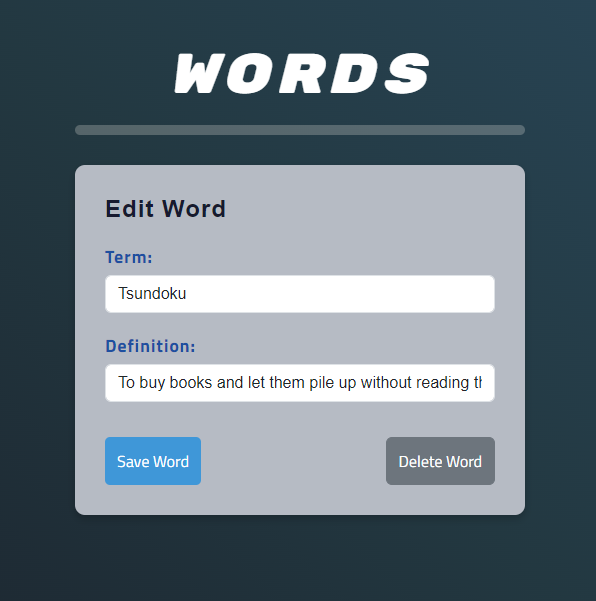 WORDS
Edit Word
Term:
Tsundoku
Definition:
To buy books and let them pile up without reading
Save Word
Delete Word